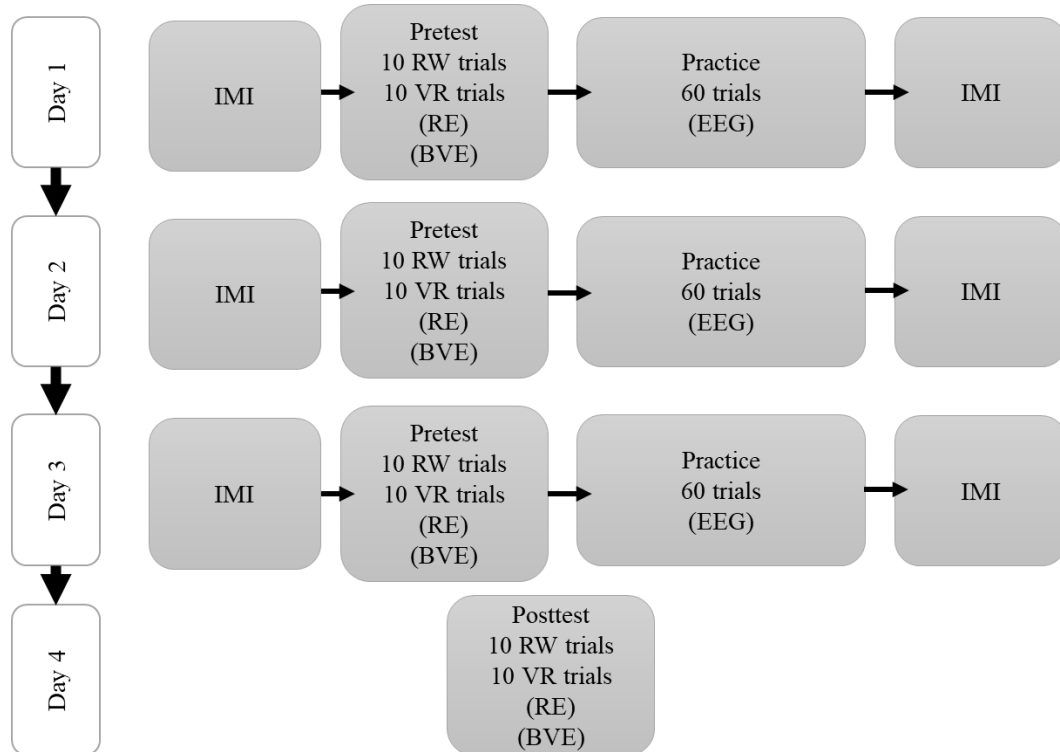 Day 1
IMI
Pretest
10 RW trials
10 VR trials
(RE)
(BVE)
Practice
60 trials
(EEG)
IMI
Day 2
IMI
Pretest
10 RW trials
10 VR trials
(RE)
(BVE)
Practice
60 trials
(EEG)
IMI
Day 3
IMI
Pretest
10 RW trials
10 VR trials
(RE)
(BVE)
Practice
60 trials
(EEG)
IMI
Day 4
Posttest
10 RW trials
10 VR trials
(RE)
(BVE)